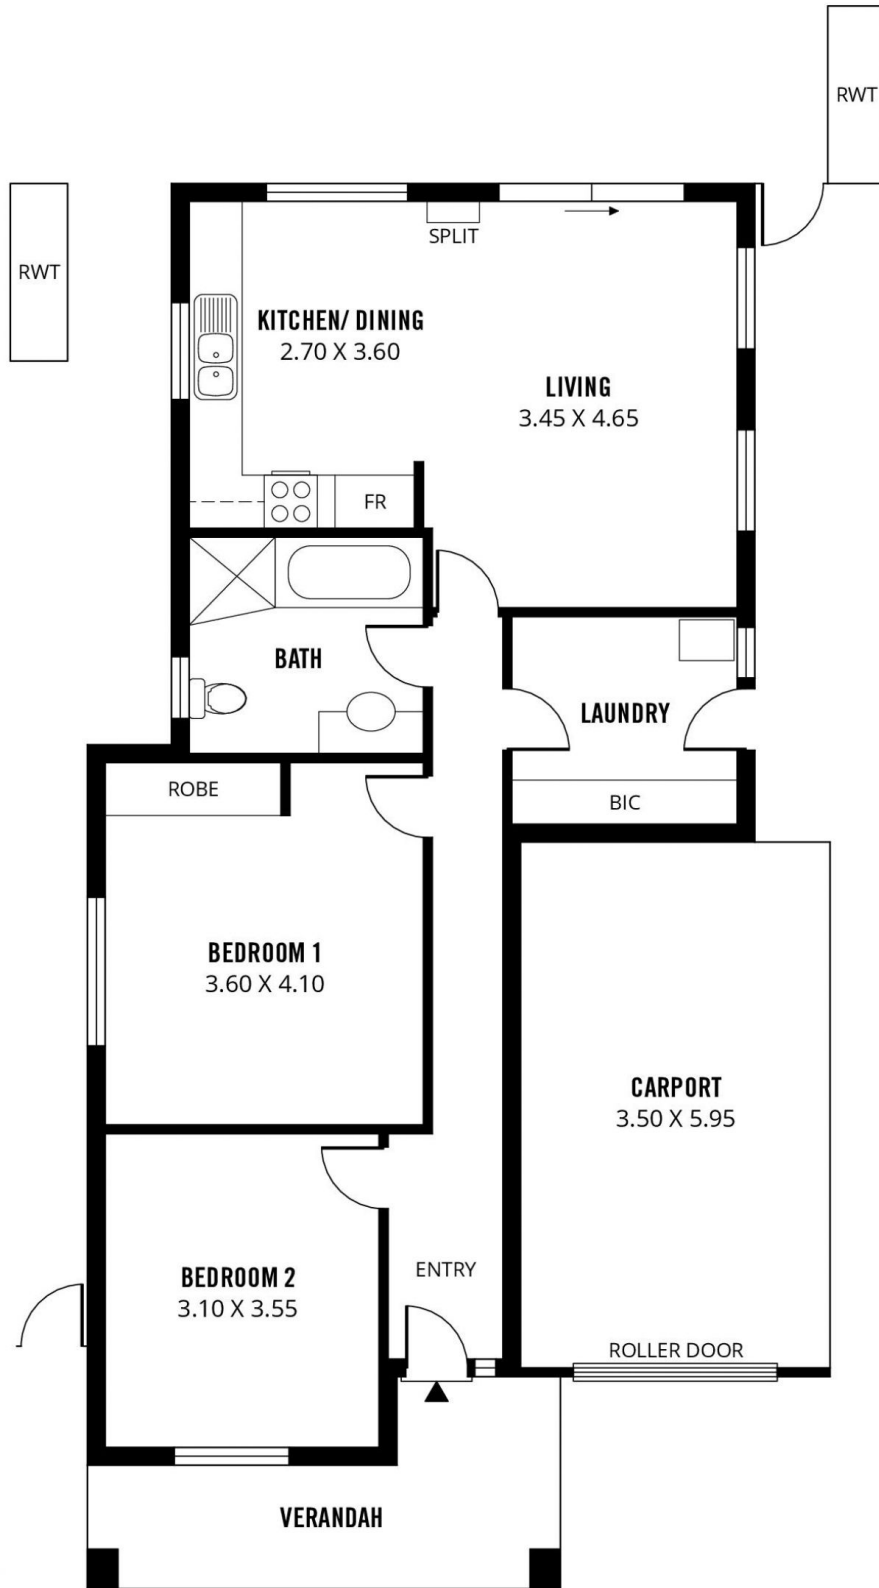 RWT
RWT
SPLIT
KITCHEN/ DINING
2.70 X 3.60
LIVING
3.45 X 4.65
FR
BATH
LAUNDRY
ROBE
BIC
BEDROOM 1
3.60 X 4.10
CARPORT
3.50 X 5.95
ENTRY
BEDROOM 2
3.10 X 3.55
ROLLER DOOR
VERANDAH